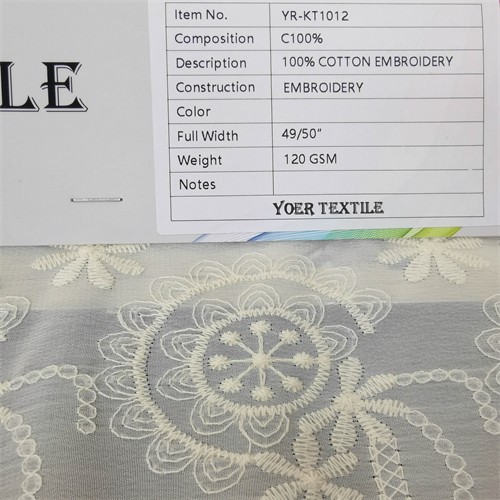 LE
Item No. YR-KT1012
Composition C100%
Description 100% COTTON EMBROIDERY
Construction EMBROIDERY
Color
Full Width 49/50"
Weight 120 GSM
Notes
YOER TEXTILE